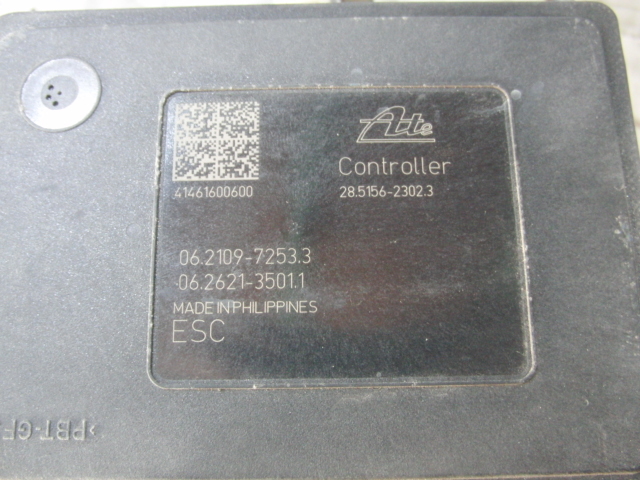 Ate
Controller
41461600600
28.5156-2302.3
06.2109-7253.3
06.2621-3501.1
MADE IN PHILIPPINES
ESC
>PBT-GF